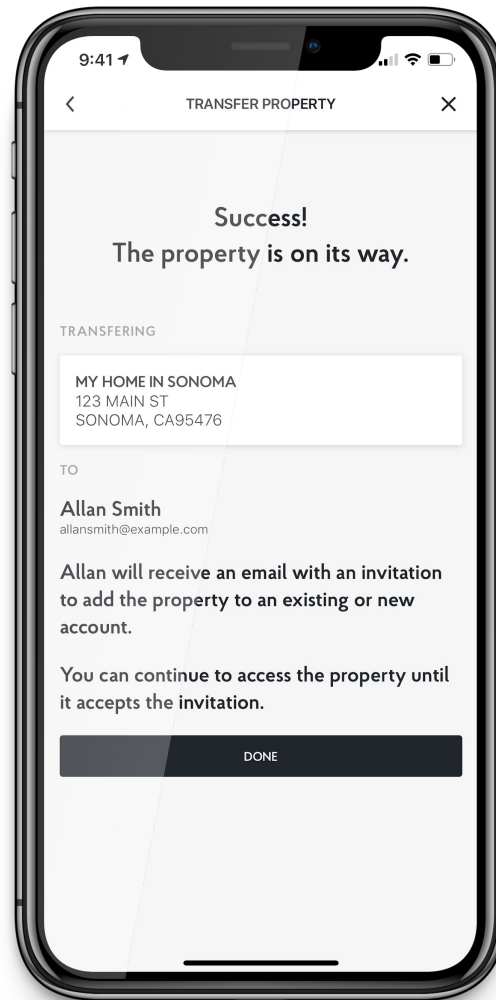 9:41
TRANSFER PROPERTY
Success!
The property is on its way.
TRANSFERING
MY HOME IN SONOMA
123 MAIN ST
SONOMA, CA95476
TO
Allan Smith
allansmith@example.com
Allan will receive an email with an invitation
to add the property to an existing or new
account.
You can continue to access the property until
it accepts the invitation.
DONE